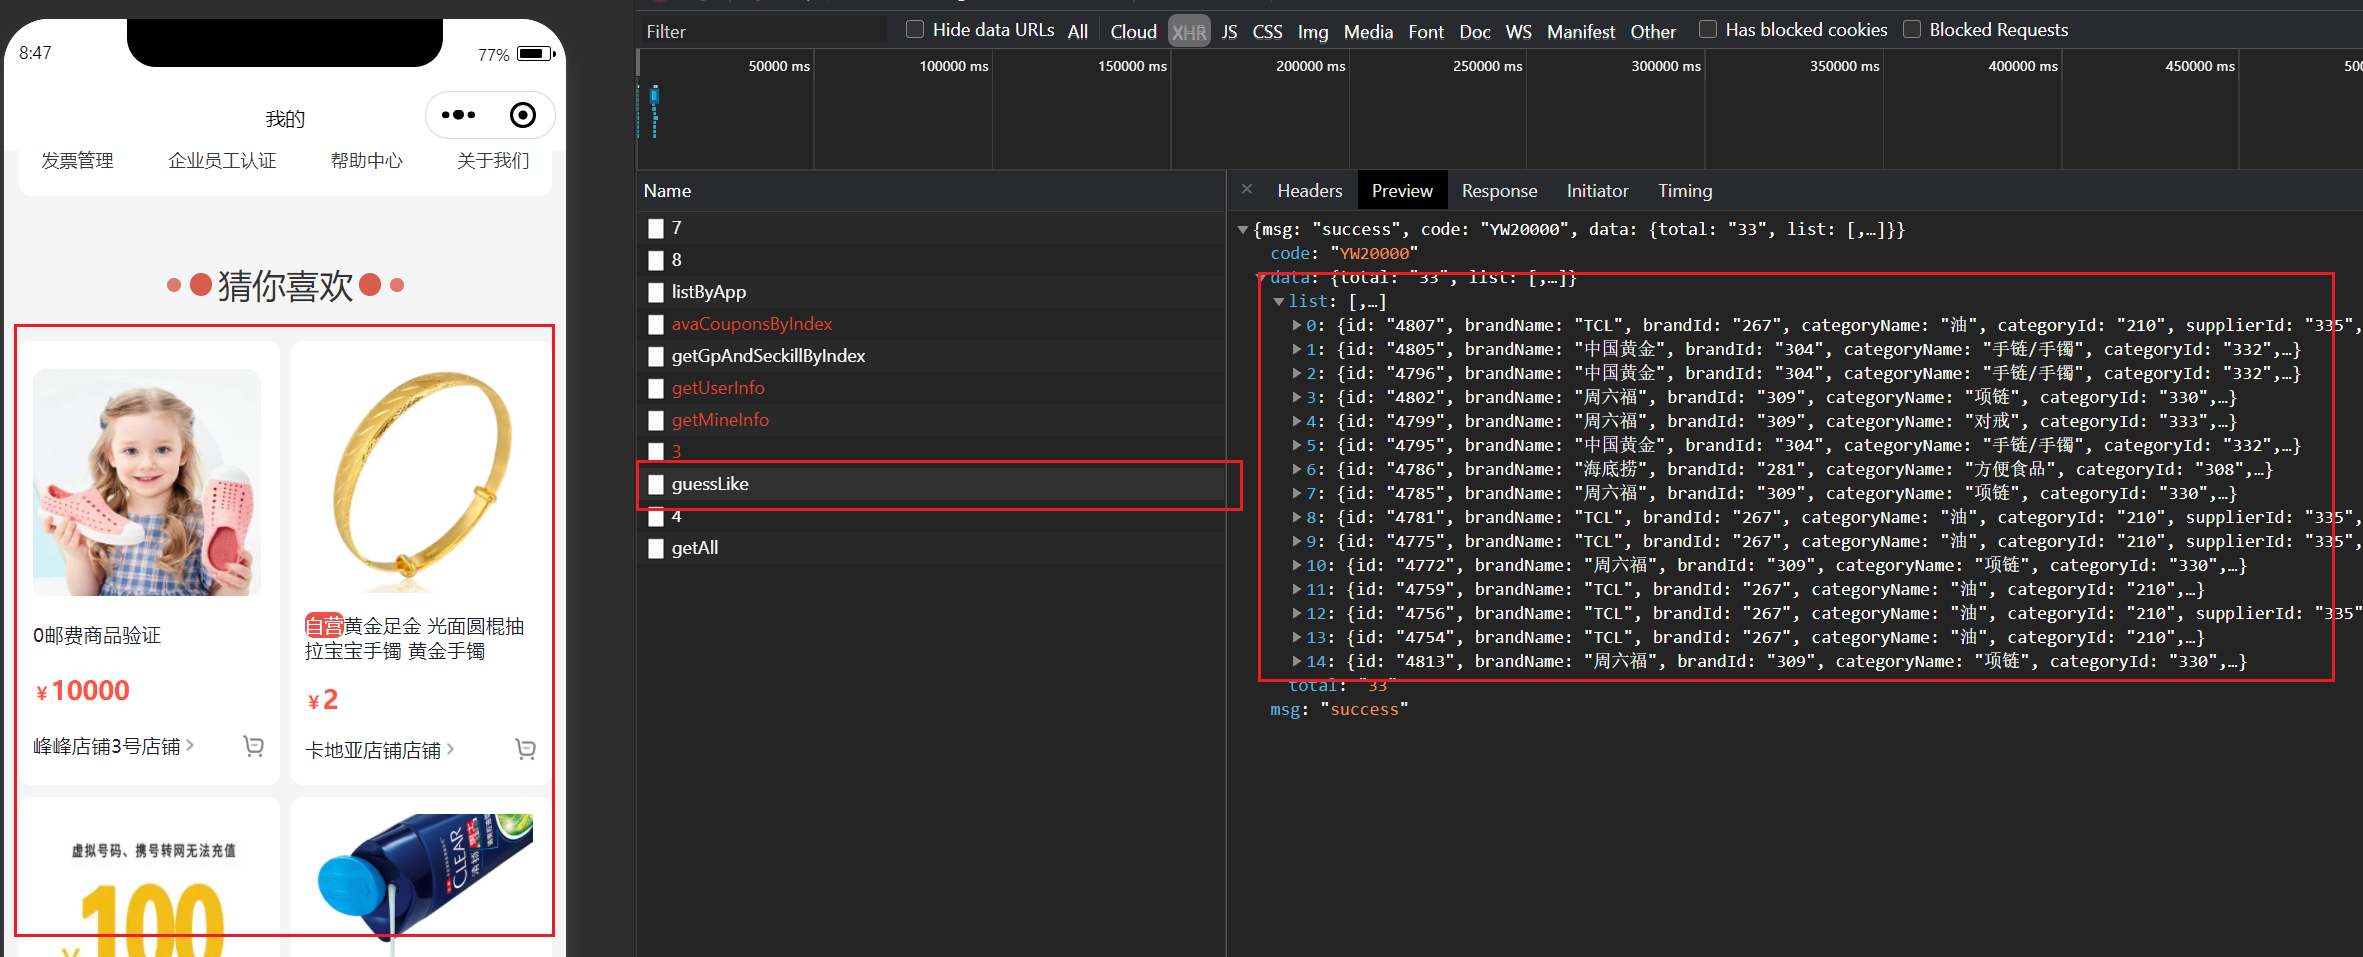 8:47
77%
我的
发票管理 企业员工认证 帮助中心 关于我们
猜你喜欢
0邮费商品验证
¥10000
峰峰店铺3号店铺
自营黄金足金 光面圆棍抽
拉宝宝手镯 黄金手镯
¥2
卡地亚店铺店铺
虚拟号码、携号转网无法充值
100
CLEAR
Filter
Hide data URLs All Cloud XHR JS CSS Img Media Font Doc WS Manifest Other Has blocked cookies Blocked Requests
50000 ms 100000 ms 150000 ms 200000 ms 250000 ms 300000 ms 350000 ms 400000 ms 450000 ms 500
Name
7
8
listByApp
avaCouponsByIndex
getGpAndSeckillByIndex
getUserInfo
getMineInfo
3
guessLike
4
getAll
× Headers Preview Response Initiator Timing
{msg: "success", code: "YW20000", data: {total: "33", list: [,…]}}
code: "YW20000"
data: {total: "33", list: [,…]}
list: [,…]
0: {id: "4807", brandName: "TCL", brandId: "267", categoryName: "油", categoryId: "210", supplierId: "335",
1: {id: "4805", brandName: "中国黄金", brandId: "304", categoryName: "手链/手镯", categoryId: "332",…}
2: {id: "4796", brandName: "中国黄金", brandId: "304", categoryName: "手链/手镯", categoryId: "332",…}
3: {id: "4802", brandName: "周六福", brandId: "309", categoryName: "项链", categoryId: "330",…}
4: {id: "4799", brandName: "周六福", brandId: "309", categoryName: "对戒", categoryId: "333",…}
5: {id: "4795", brandName: "中国黄金", brandId: "304", categoryName: "手链/手镯", categoryId: "332",…}
6: {id: "4786", brandName: "海底捞", brandId: "281", categoryName: "方便食品", categoryId: "308",…}
7: {id: "4785", brandName: "周六福", brandId: "309", categoryName: "项链", categoryId: "330",…}
8: {id: "4781", brandName: "TCL", brandId: "267", categoryName: "油", categoryId: "210", supplierId: "335",
9: {id: "4775", brandName: "TCL", brandId: "267", categoryName: "油", categoryId: "210", supplierId: "335",
10: {id: "4772", brandName: "周六福", brandId: "309", categoryName: "项链", categoryId: "330",…}
11: {id: "4759", brandName: "TCL", brandId: "267", categoryName: "油", categoryId: "210",…}
12: {id: "4756", brandName: "TCL", brandId: "267", categoryName: "油", categoryId: "210", supplierId: "335"
13: {id: "4754", brandName: "TCL", brandId: "267", categoryName: "油", categoryId: "210",…}
14: {id: "4813", brandName: "周六福", brandId: "309", categoryName: "项链", categoryId: "330",…}
total: "33"
msg: "success"